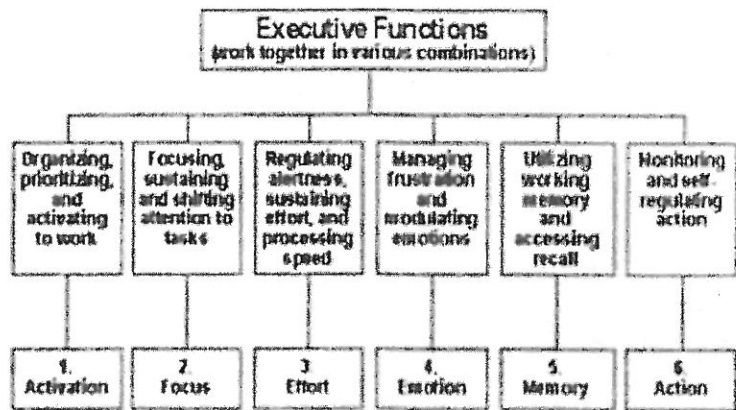 Executive Functions
(work together in various combinations)
Organizing,
prioritizing,
and
activating
to work
Focusing,
sustaining
and shifting
attention to
tasks
Regulating
alertness,
sustaining
effort, and
processing
speed
Managing
frustration
and
modulating
emotions
Utilizing
working
memory
and
accessing
recall
Monitoring
and self-
regulating
action
1.
Activation
2.
Focus
3.
Effort
4.
Emotion
5.
Memory
6.
Action